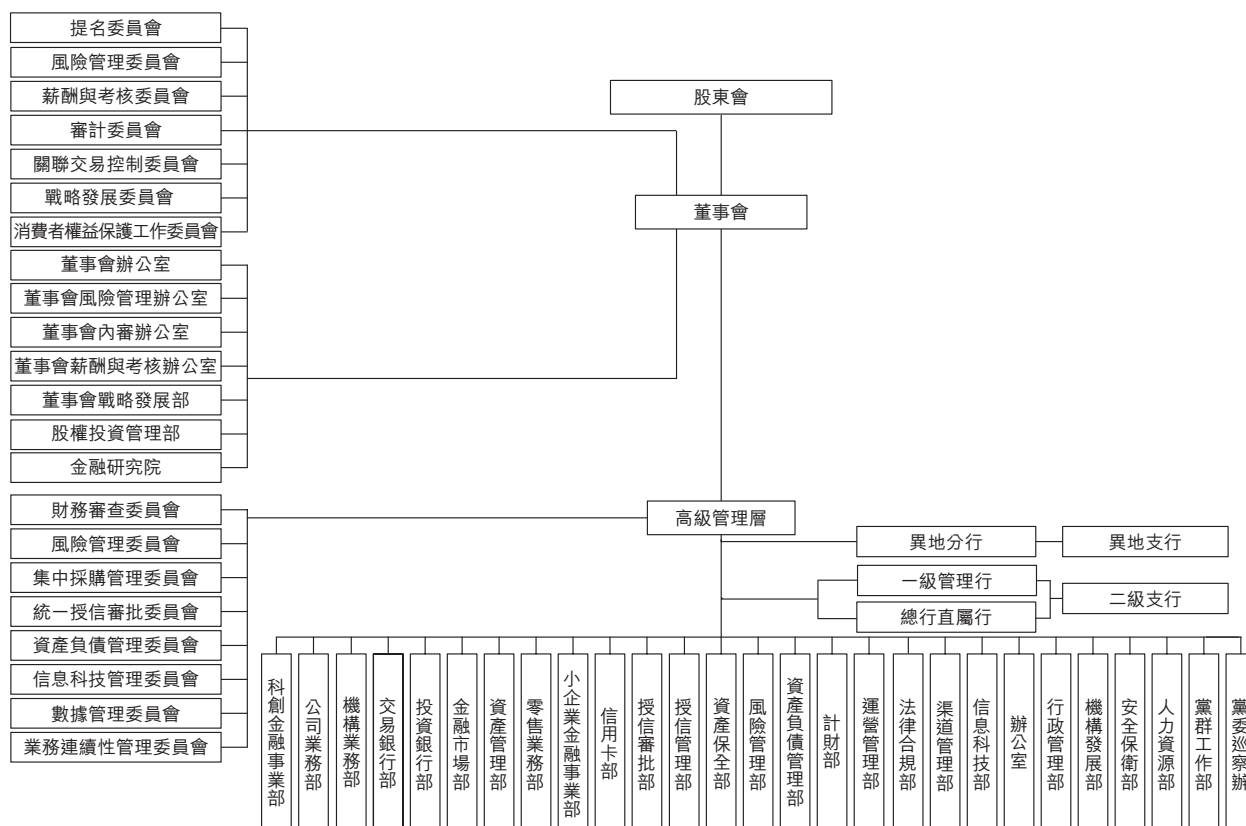 提名委員會
風險管理委員會
薪酬與考核委員會
審計委員會
關聯交易控制委員會
戰略發展委員會
消費者權益保護工作委員會
董事會辦公室
董事會風險管理辦公室
董事會內審辦公室
董事會薪酬與考核辦公室
董事會戰略發展部
股權投資管理部
金融研究院
財務審查委員會
風險管理委員會
集中採購管理委員會
統一授信審批委員會
資產負債管理委員會
信息科技管理委員會
數據管理委員會
業務連續性管理委員會
股東會
董事會
高級管理層
異地分行
異地支行
一級管理行
總行直屬行
二級支行
科創金融事業部
公司業務部
機構業務部
交易銀行部
投資銀行部
金融市場部
資產管理部
零售業務部
小企業金融事業部
信用卡部
授信審批部
授信管理部
資產保全部
風險管理部
資產負債管理部
計財部
運營管理部
法律合規部
渠道管理部
信息科技部
辦公室
行政管理部
機構發展部
安全保衛部
人力資源部
黨群工作部
黨委巡察辦